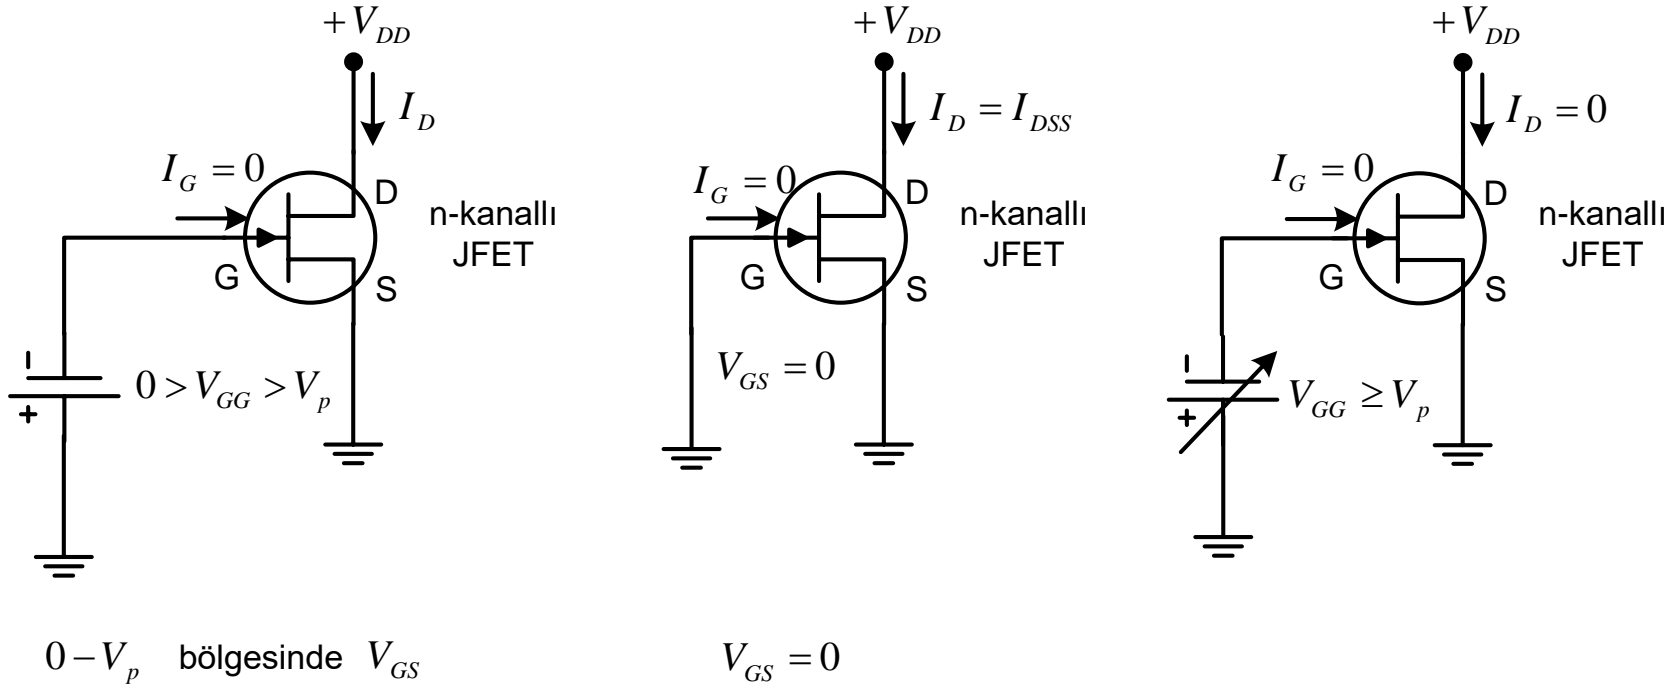 +V_DD
I_D
I_G = 0
D
n-kanallı
JFET
G
S
-
+
0 > V_GG > V_p
0 - V_p bölgesinde V_GS
+V_DD
I_D = I_DSS
I_G = 0
D
n-kanallı
JFET
G
S
V_GS = 0
V_GS = 0
+V_DD
I_D = 0
I_G = 0
D
n-kanallı
JFET
G
S
-
+
V_GG ≥ V_p